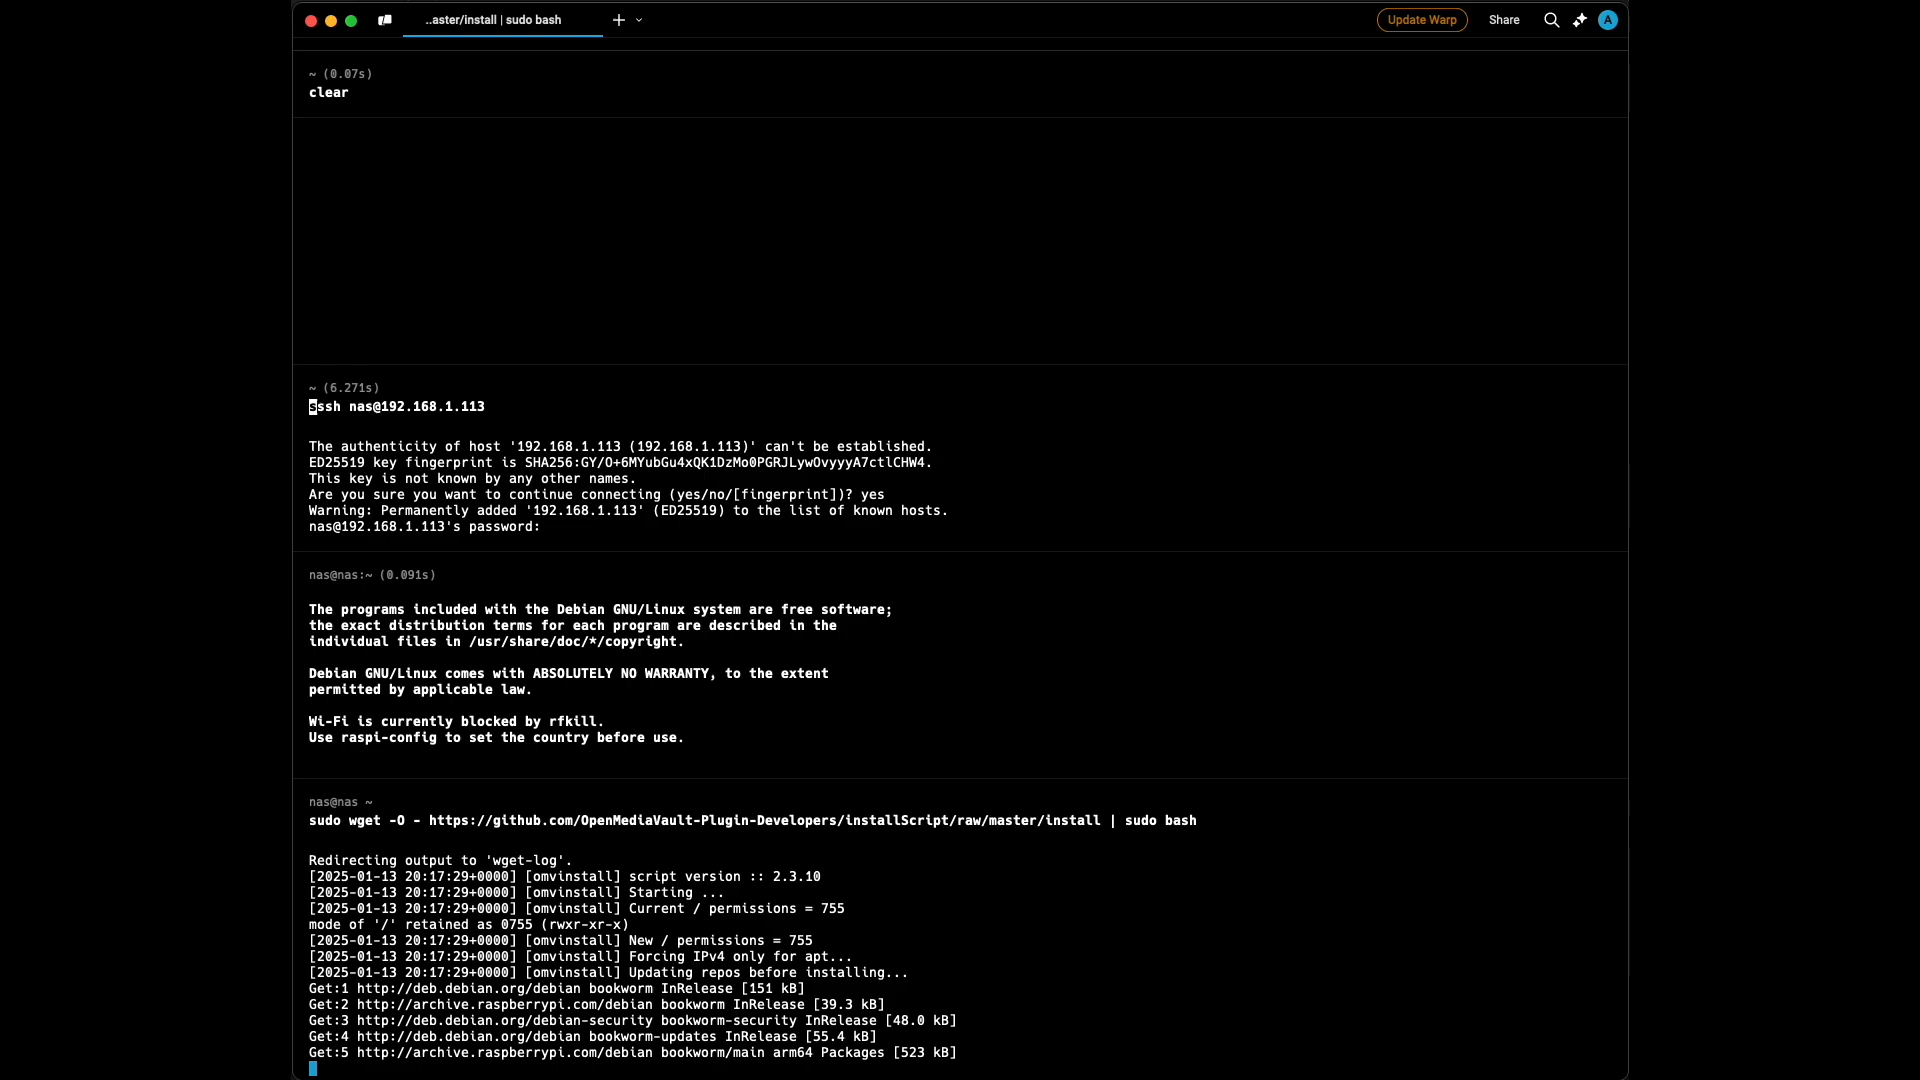 ..aster/install | sudo bash
Update Warp
Share
A
~ (0.07s)
clear
~ (6.271s)
sssh nas@192.168.1.113
The authenticity of host '192.168.1.113 (192.168.1.113)' can't be established.
ED25519 key fingerprint is SHA256:GY/O+6MYubGu4xQK1DzMo0PGRJLywOvyyyA7ctlCHW4.
This key is not known by any other names.
Are you sure you want to continue connecting (yes/no/[fingerprint])? yes
Warning: Permanently added '192.168.1.113' (ED25519) to the list of known hosts.
nas@192.168.1.113's password:
nas@nas:~ (0.091s)
The programs included with the Debian GNU/Linux system are free software;
the exact distribution terms for each program are described in the
individual files in /usr/share/doc/*/copyright.
Debian GNU/Linux comes with ABSOLUTELY NO WARRANTY, to the extent
permitted by applicable law.
Wi-Fi is currently blocked by rfkill.
Use raspi-config to set the country before use.
nas@nas ~
sudo wget -O - https://github.com/OpenMediaVault-Plugin-Developers/installScript/raw/master/install | sudo bash
Redirecting output to 'wget-log'.
[2025-01-13 20:17:29+0000] [omvinstall] script version :: 2.3.10
[2025-01-13 20:17:29+0000] [omvinstall] Starting ...
[2025-01-13 20:17:29+0000] [omvinstall] Current / permissions = 755
mode of '/' retained as 0755 (rwxr-xr-x)
[2025-01-13 20:17:29+0000] [omvinstall] New / permissions = 755
[2025-01-13 20:17:29+0000] [omvinstall] Forcing IPv4 only for apt...
[2025-01-13 20:17:29+0000] [omvinstall] Updating repos before installing...
Get:1 http://deb.debian.org/debian bookworm InRelease [151 kB]
Get:2 http://archive.raspberrypi.com/debian bookworm InRelease [39.3 kB]
Get:3 http://deb.debian.org/debian-security bookworm-security InRelease [48.0 kB]
Get:4 http://deb.debian.org/debian bookworm-updates InRelease [55.4 kB]
Get:5 http://archive.raspberrypi.com/debian bookworm/main arm64 Packages [523 kB]